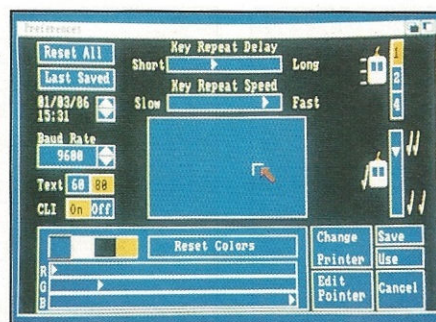 Preferences
Reset All
Key Repeat Delay
Short Long
Last Saved
Key Repeat Speed
Slow Fast
01/03/86
15:31
1
2
4
Baud Rate
9600
Text 60 80
CLI On Off
Reset Colors
R
G
B
Change Printer
Save
Use
Edit Pointer
Cancel